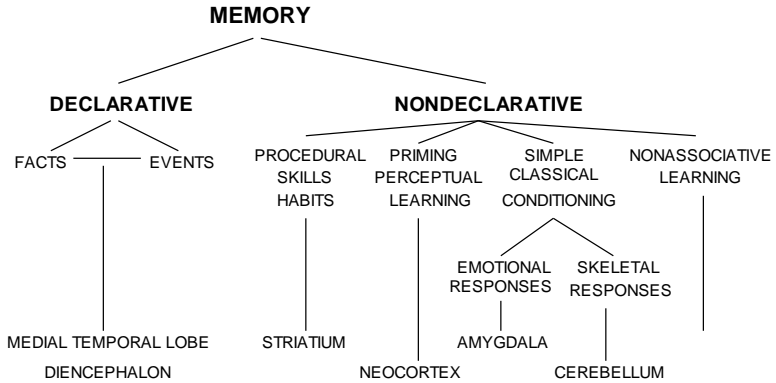 MEMORY
DECLARATIVE
NONDECLARATIVE
FACTS
EVENTS
PROCEDURAL
SKILLS
HABITS
PRIMING
PERCEPTUAL
LEARNING
SIMPLE
CLASSICAL
CONDITIONING
NONASSOCIATIVE
LEARNING
EMOTIONAL
RESPONSES
SKELETAL
RESPONSES
MEDIAL TEMPORAL LOBE
DIENCEPHALON
STRIATIUM
NEOCORTEX
AMYGDALA
CEREBELLUM